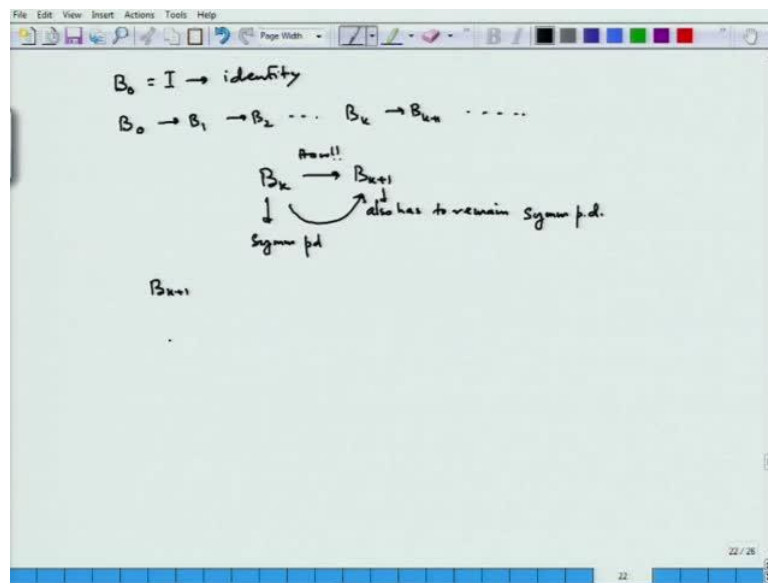 File Edit View Insert Actions Tools Help
Page Width B I
B₀ = I → identity
B₀ → B₁ → B₂ ... Bₖ → Bₖ₊₁ .....
How!!
Bₖ → Bₖ₊₁
↓ ↓
also has to remain Symm p.d.
Symm pd
Bₖ₊₁
22 / 26
22